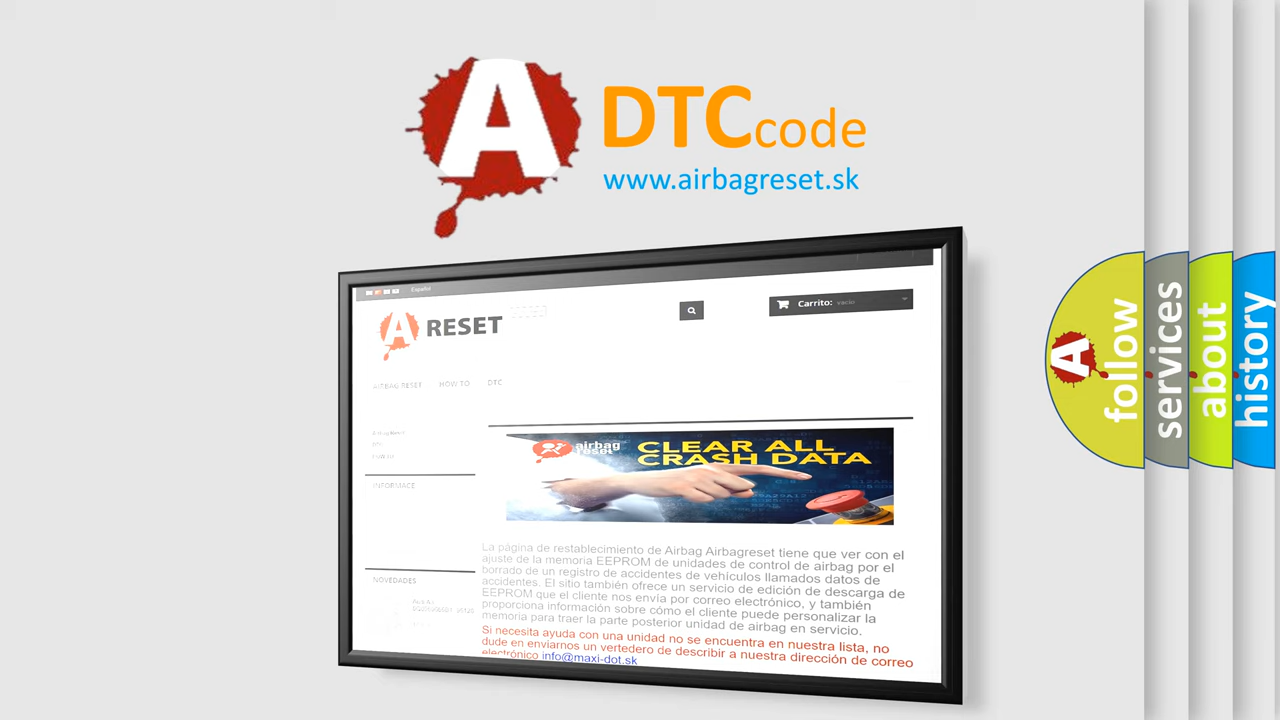 A
DTCcode
www.airbagreset.sk
Español
A RESET
Carrito: vacío
AIRBAG RESET HOW TO DTC
INFORMACE
NOVEDADES
airbag
reset
CLEAR ALL
CRASH DATA
La página de restablecimiento de Airbag Airbagreset tiene que ver con el
ajuste de la memoria EEPROM de unidades de control de airbag por el
borrado de un registro de accidentes de vehículos llamados datos de
accidentes. El sitio también ofrece un servicio de edición de descarga de
EEPROM que el cliente nos envía por correo electrónico, y también
proporciona información sobre cómo el cliente puede personalizar la
memoria para traer la parte posterior unidad de airbag en servicio.
Si necesita ayuda con una unidad no se encuentra en nuestra lista, no
dude en enviarnos un vertedero de describir a nuestra dirección de correo
electrónico info@maxi-dot.sk
A
follow
services
about
history